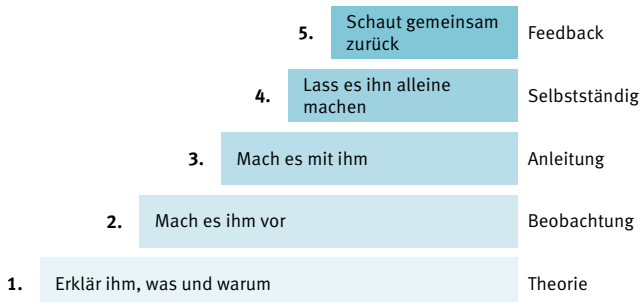 5. Schaut gemeinsam Feedback
zurück
4. Lass es ihn alleine Selbstständig
machen
3. Mach es mit ihm Anleitung
2. Mach es ihm vor Beobachtung
1. Erklär ihm, was und warum Theorie